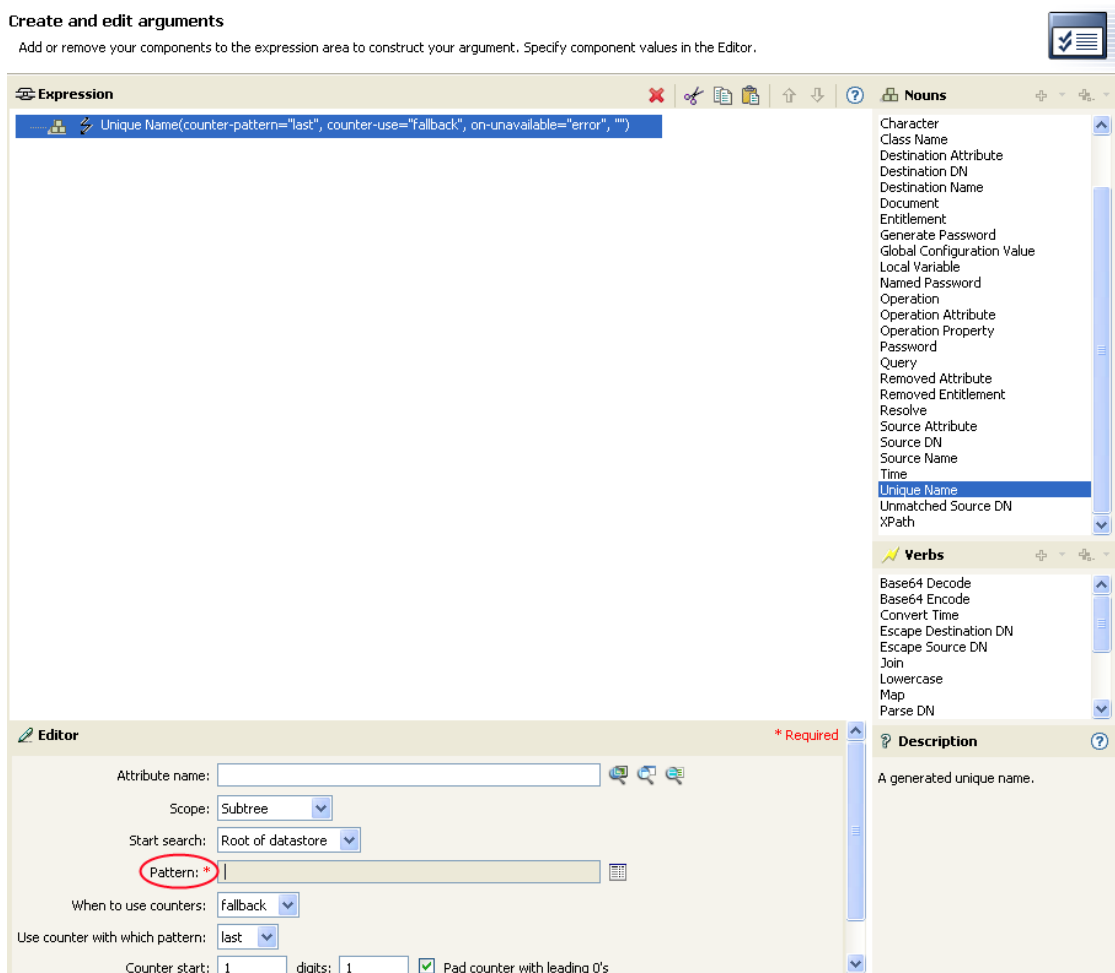 Create and edit arguments
Add or remove your components to the expression area to construct your argument. Specify component values in the Editor.
Expression
Unique Name(counter-pattern="last", counter-use="fallback", on-unavailable="error", "")
Nouns
Character
Class Name
Destination Attribute
Destination DN
Destination Name
Document
Entitlement
Generate Password
Global Configuration Value
Local Variable
Named Password
Operation
Operation Attribute
Operation Property
Password
Query
Removed Attribute
Removed Entitlement
Resolve
Source Attribute
Source DN
Source Name
Time
Unique Name
Unmatched Source DN
XPath
Verbs
Base64 Decode
Base64 Encode
Convert Time
Escape Destination DN
Escape Source DN
Join
Lowercase
Map
Parse DN
Editor
* Required
Attribute name:
Scope: Subtree
Start search: Root of datastore
Pattern: *
When to use counters: fallback
Use counter with which pattern: last
Counter start: 1 digits: 1 Pad counter with leading 0's
Description
A generated unique name.